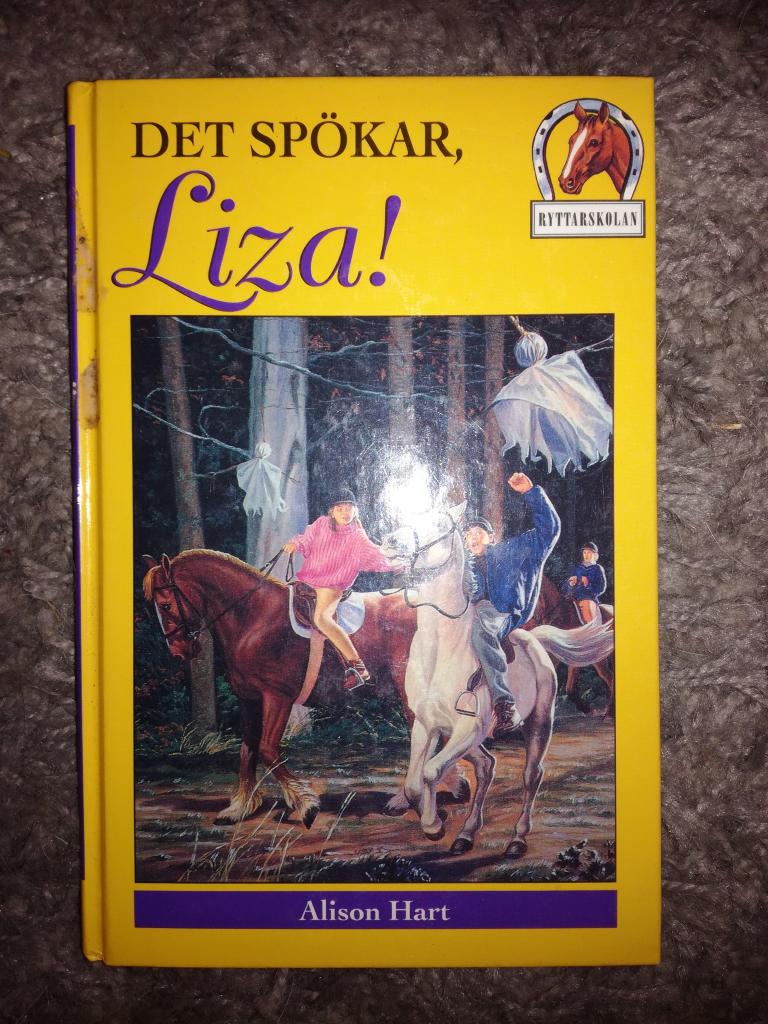 DET SPÖKAR,
Liza!
RYTTARSKOLAN
Alison Hart